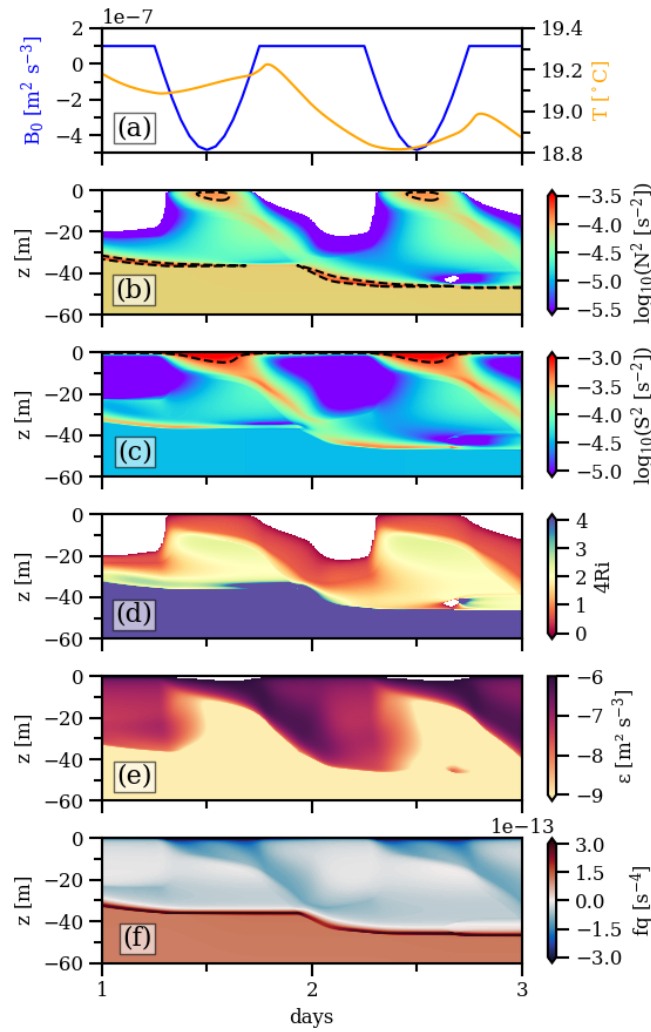 1e−7
B₀ [m² s⁻³]
2
0
−2
−4
19.4
19.2
19.0
18.8
T [°C]
(a)
z [m]
0
−20
−40
−60
(b)
−3.5
−4.0
−4.5
−5.0
−5.5
log₁₀(N² [s⁻²])
z [m]
0
−20
−40
−60
(c)
−3.0
−3.5
−4.0
−4.5
−5.0
log₁₀(S² [s⁻²])
z [m]
0
−20
−40
−60
(d)
4
3
2
1
0
4Ri
z [m]
0
−20
−40
−60
(e)
−6
−7
−8
−9
ε [m² s⁻³]
1e−13
z [m]
0
−20
−40
−60
(f)
3.0
1.5
0.0
−1.5
−3.0
fq [s⁻⁴]
1
2
3
days